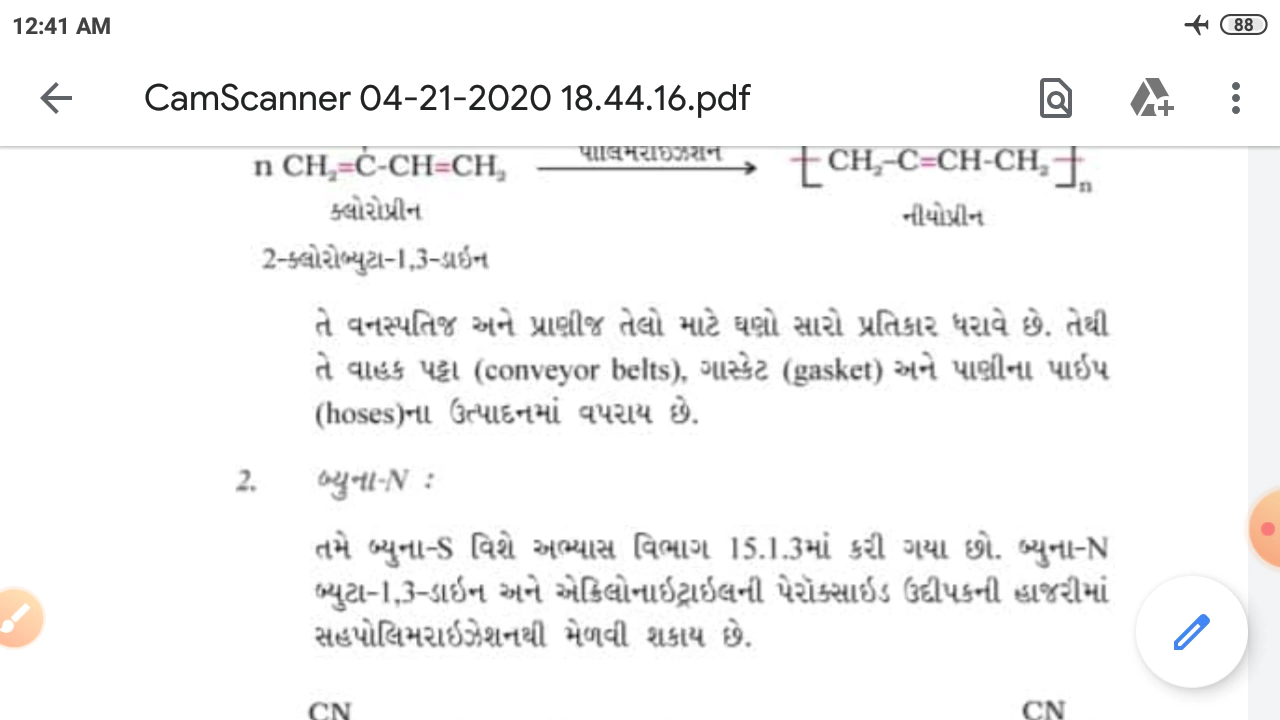 12:41 AM
88
CamScanner 04-21-2020 18.44.16.pdf
n CH₂=C-CH=CH₂ પોલિમરાઇઝેશન [CH₂-C=CH-CH₂]n
ક્લોરોપ્રીન નીયોપ્રીન
2-ક્લોરોબ્યુટા-1,3-ડાઇન
તે વનસ્પતિજ અને પ્રાણીજ તેલો માટે ઘણો સારો પ્રતિકાર ધરાવે છે. તેથી
તે વાહક પટ્ટા (conveyor belts), ગાસ્કેટ (gasket) અને પાણીના પાઇપ
(hoses)ના ઉત્પાદનમાં વપરાય છે.
2. બ્યુના-N :
તમે બ્યુના-S વિશે અભ્યાસ વિભાગ 15.1.3માં કરી ગયા છો. બ્યુના-N
બ્યુટા-1,3-ડાઇન અને એક્રિલોનાઇટ્રાઇલની પેરૉક્સાઇડ ઉદ્દીપકની હાજરીમાં
સહપોલિમરાઇઝેશનથી મેળવી શકાય છે.
CN CN